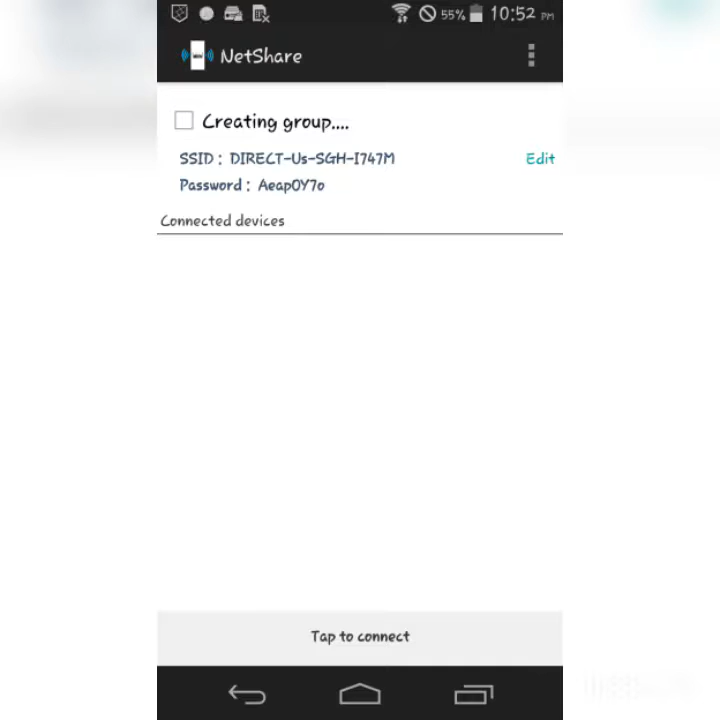 55% 10:52 PM
NetShare
Creating group....
SSID : DIRECT-Us-SGH-I747M
Edit
Password : Aeap0Y7o
Connected devices
Tap to connect